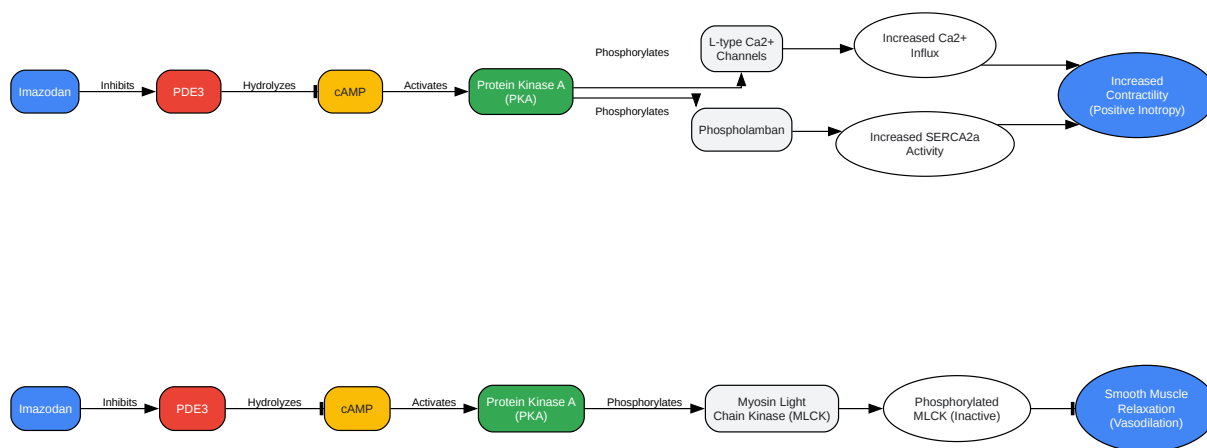 Imazodan
Inhibits
PDE3
Hydrolyzes
cAMP
Activates
Protein Kinase A
(PKA)
Phosphorylates
Phosphorylates
L-type Ca2+
Channels
Phospholamban
Increased Ca2+
Influx
Increased SERCA2a
Activity
Increased
Contractility
(Positive Inotropy)
Imazodan
Inhibits
PDE3
Hydrolyzes
cAMP
Activates
Protein Kinase A
(PKA)
Phosphorylates
Myosin Light
Chain Kinase (MLCK)
Phosphorylated
MLCK (Inactive)
Smooth Muscle
Relaxation
(Vasodilation)